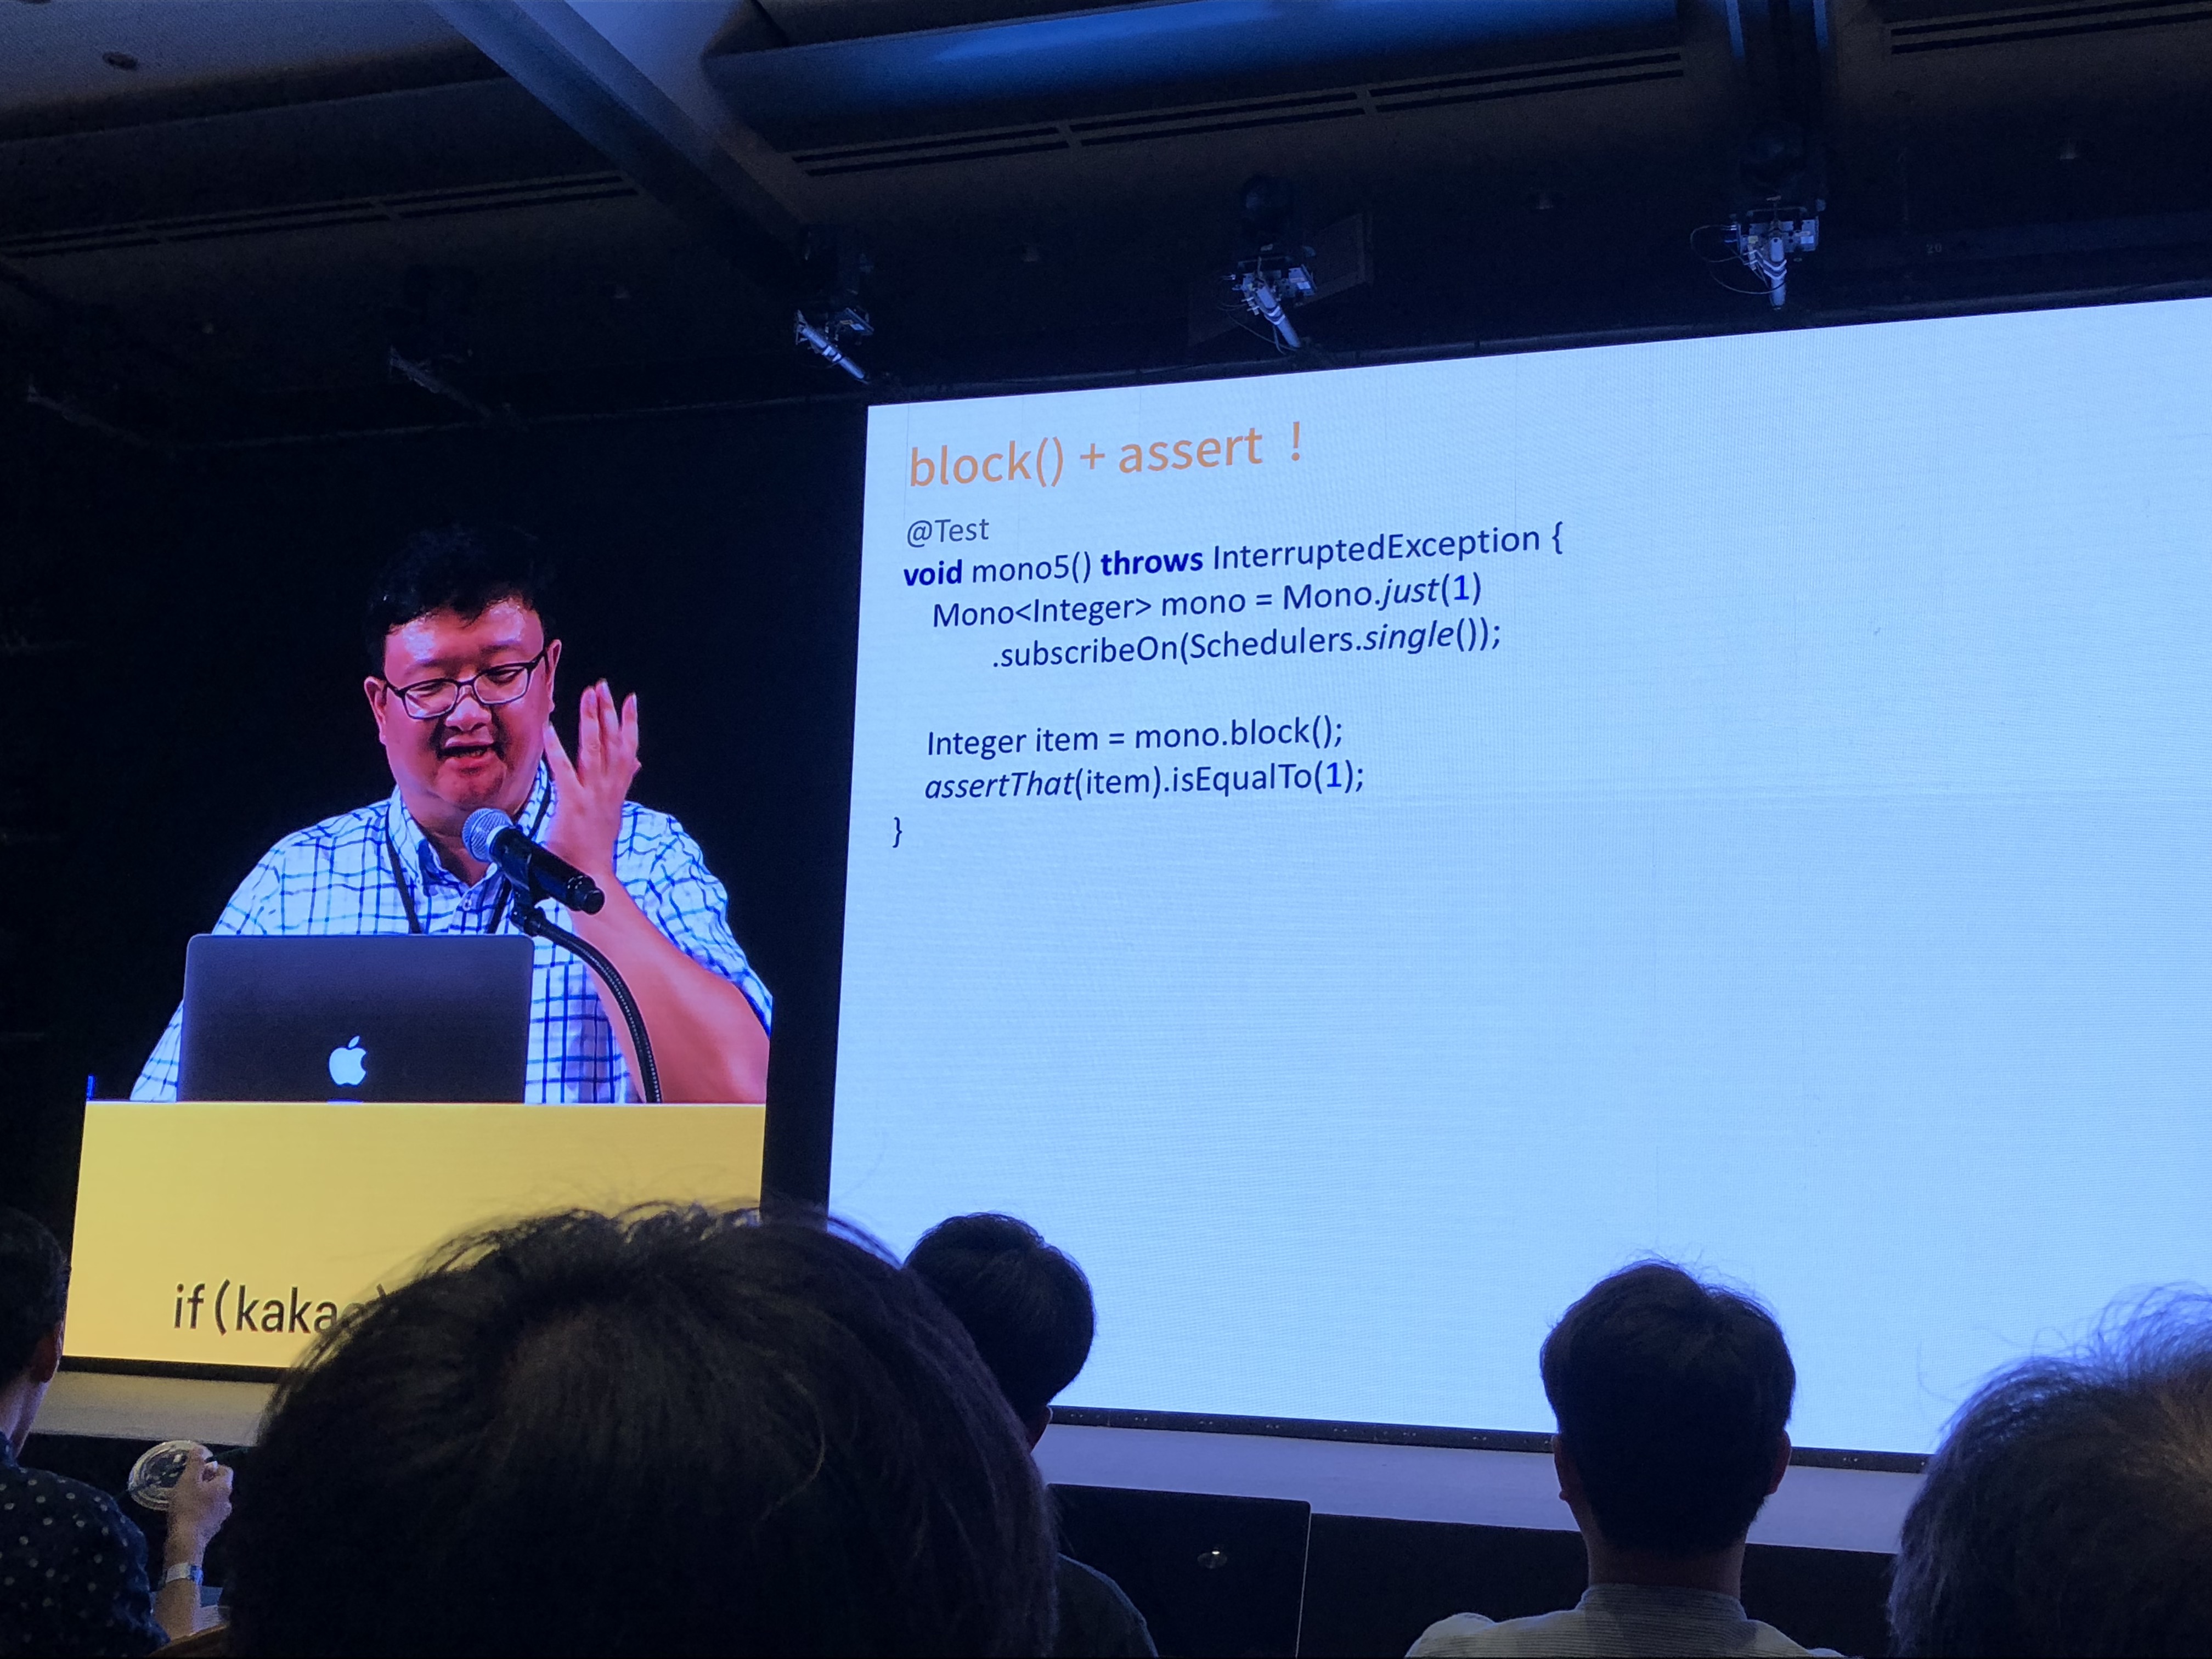 block() + assert !
@Test
void mono5() throws InterruptedException {
Mono<Integer> mono = Mono.just(1)
.subscribeOn(Schedulers.single());
Integer item = mono.block();
assertThat(item).isEqualTo(1);
}
if(kaka